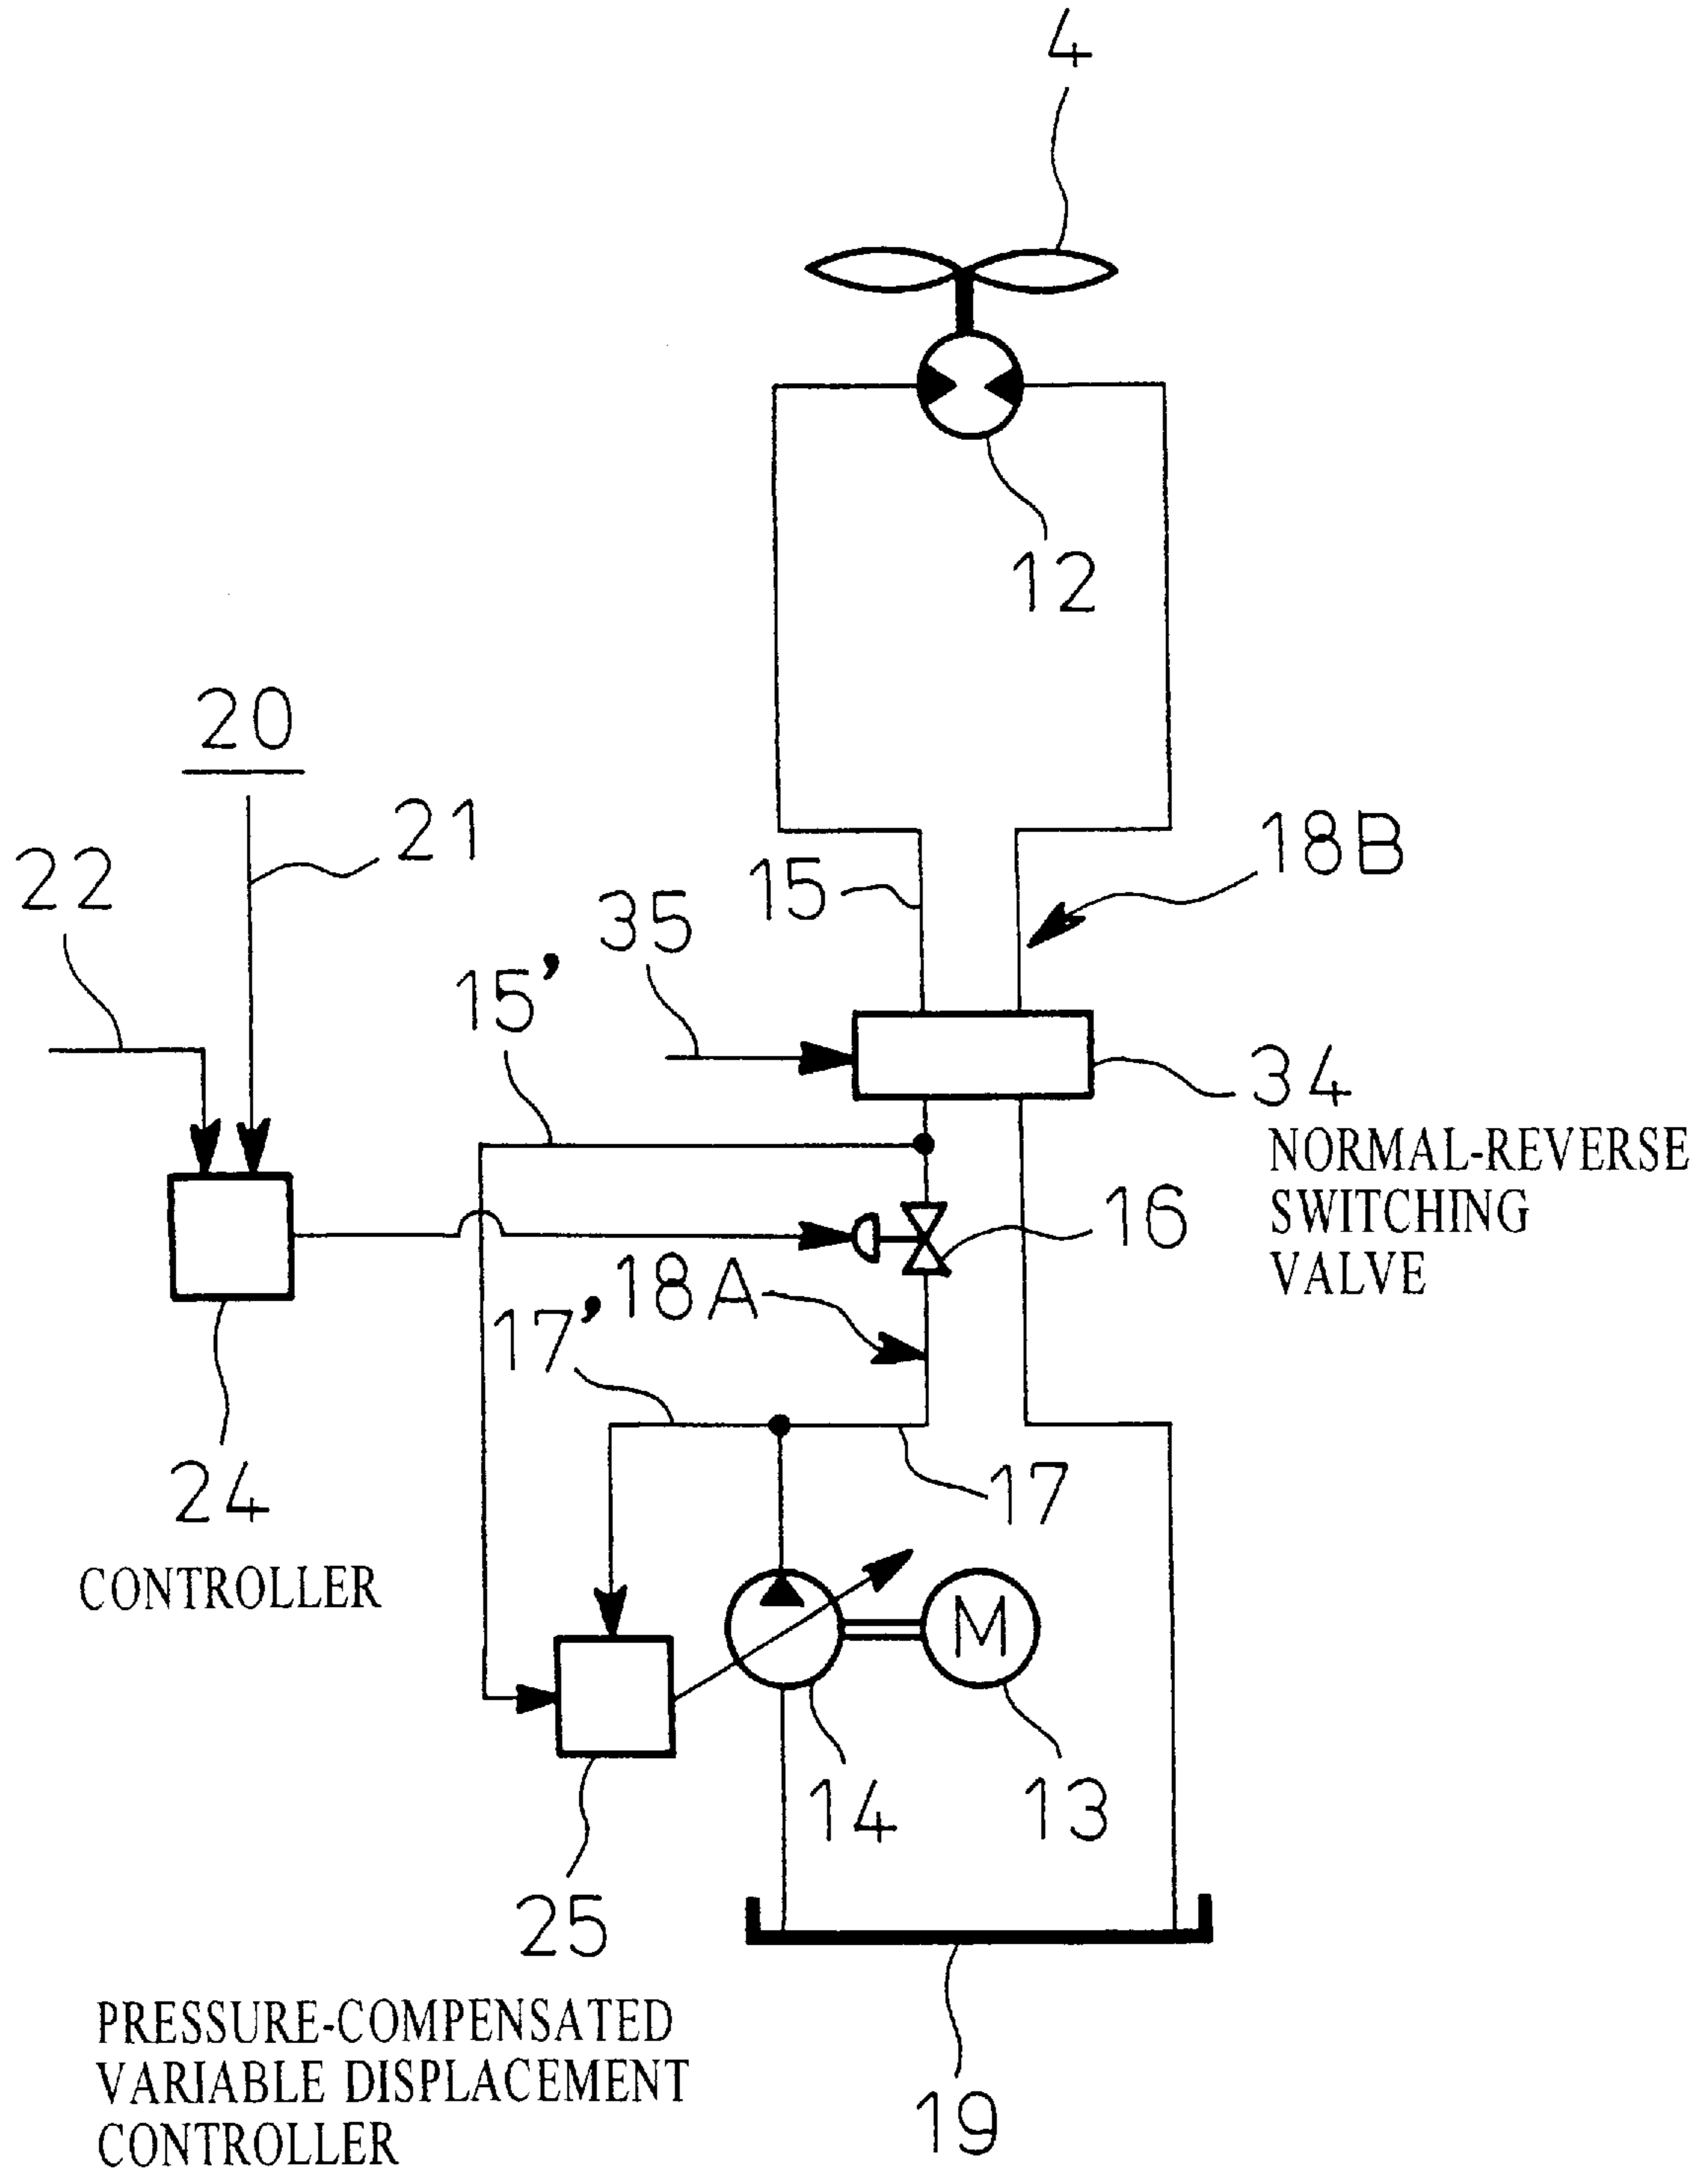 4
12
20
21
22
18B
15
35
15’
34
NORMAL-REVERSE
SWITCHING
VALVE
16
18A
17’
24
CONTROLLER
17
M
14
13
25
PRESSURE-COMPENSATED
VARIABLE DISPLACEMENT
CONTROLLER
19